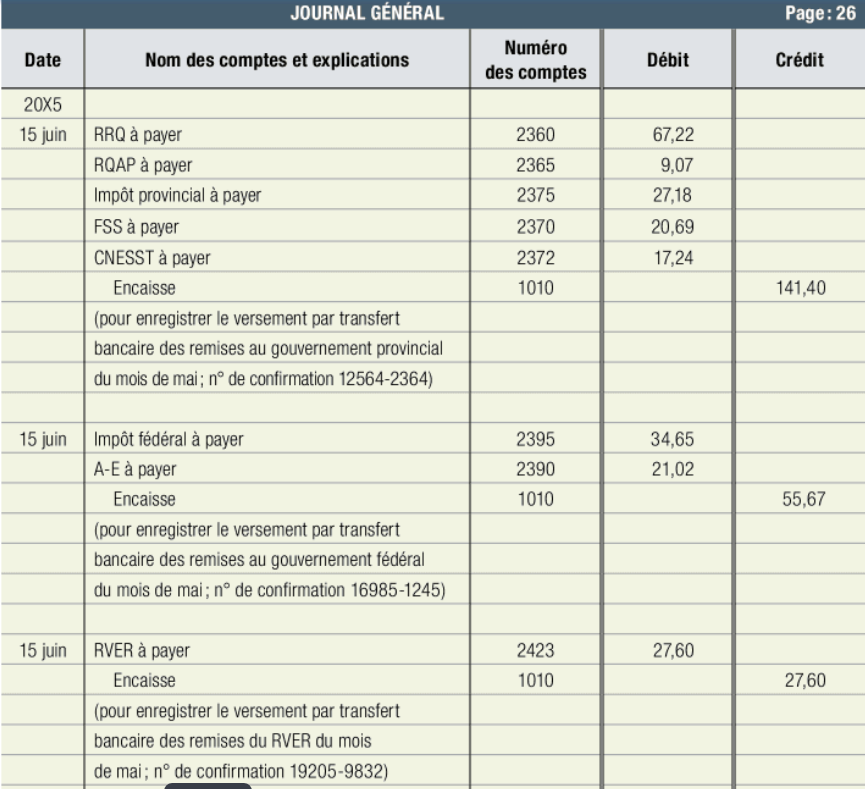 JOURNAL GÉNÉRAL Page : 26
Date Nom des comptes et explications Numéro des comptes Débit Crédit
20X5
15 juin RRQ à payer 2360 67,22
RQAP à payer 2365 9,07
Impôt provincial à payer 2375 27,18
FSS à payer 2370 20,69
CNESST à payer 2372 17,24
Encaisse 1010 141,40
(pour enregistrer le versement par transfert
bancaire des remises au gouvernement provincial
du mois de mai ; n° de confirmation 12564-2364)
15 juin Impôt fédéral à payer 2395 34,65
A-E à payer 2390 21,02
Encaisse 1010 55,67
(pour enregistrer le versement par transfert
bancaire des remises au gouvernement fédéral
du mois de mai ; n° de confirmation 16985-1245)
15 juin RVER à payer 2423 27,60
Encaisse 1010 27,60
(pour enregistrer le versement par transfert
bancaire des remises du RVER du mois
de mai ; n° de confirmation 19205-9832)